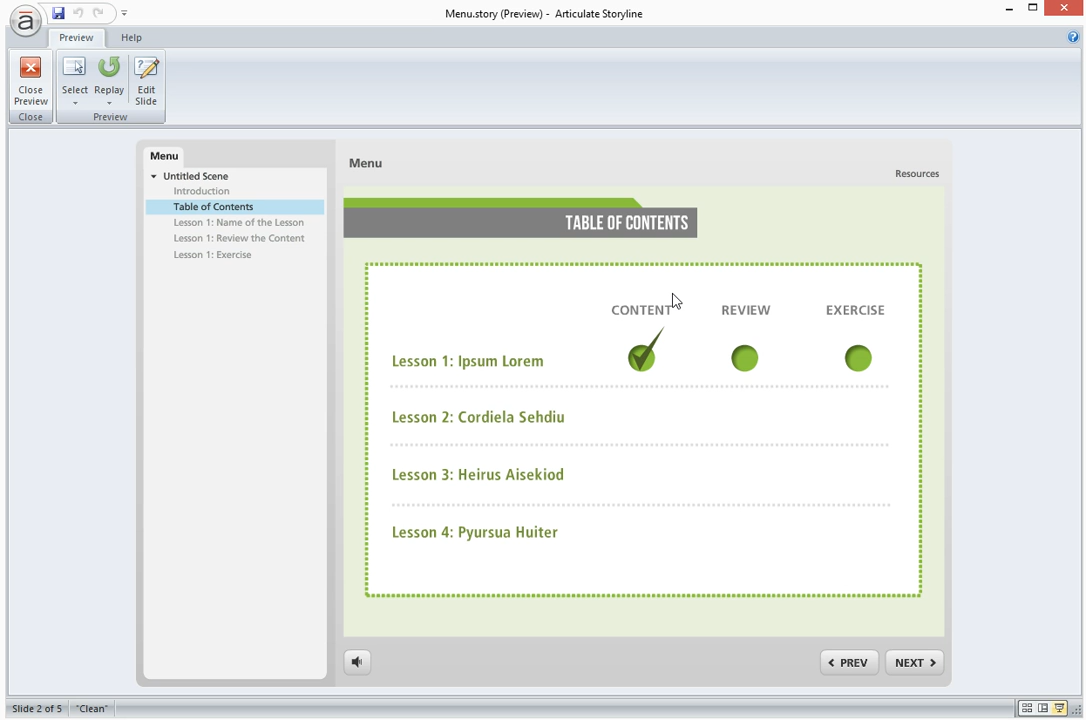 Menu.story (Preview) - Articulate Storyline
Preview Help
Close Preview
Select
Replay
Edit Slide
Close
Preview
Menu
Untitled Scene
Introduction
Table of Contents
Lesson 1: Name of the Lesson
Lesson 1: Review the Content
Lesson 1: Exercise
Menu
Resources
TABLE OF CONTENTS
CONTENT REVIEW EXERCISE
Lesson 1: Ipsum Lorem
Lesson 2: Cordiela Sehdiu
Lesson 3: Heirus Aisekiod
Lesson 4: Pyursua Huiter
PREV NEXT
Slide 2 of 5 "Clean"